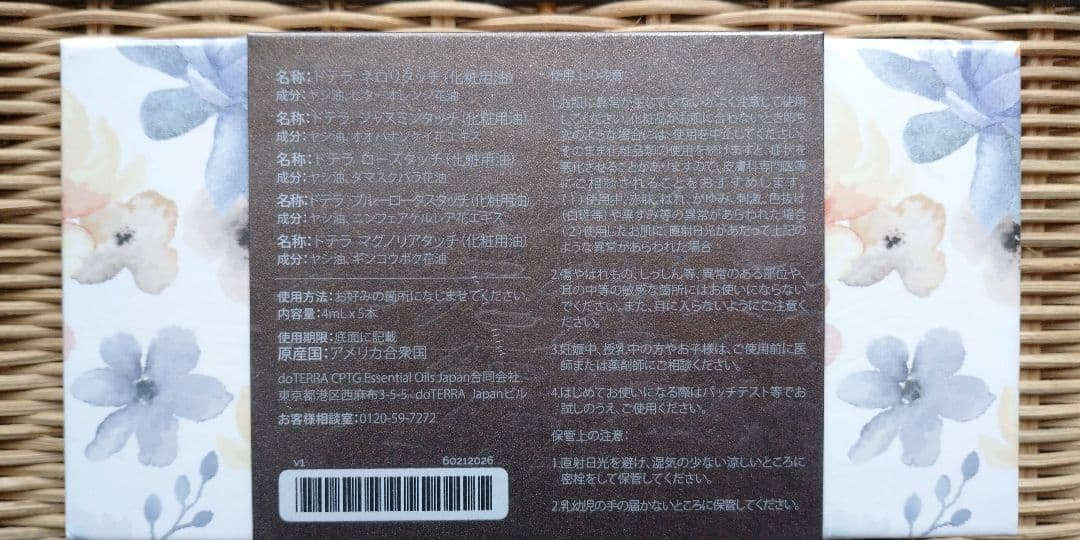 名称：ドテラ ネロリタッチ（化粧用油）
成分：ヤシ油、ビターオレンジ花油
名称：ドテラ ジャスミンタッチ（化粧用油）
成分：ヤシ油、オオバナソケイ花エキス
名称：ドテラ ローズタッチ（化粧用油）
成分：ヤシ油、ダマスクバラ花油
名称：ドテラ ブルーロータスタッチ（化粧用油）
成分：ヤシ油、ニンフェアケルレア花エキス
名称：ドテラ マグノリアタッチ（化粧用油）
成分：ヤシ油、ギンコウボク花油
使用方法：お好みの箇所になじませてください。
内容量：4mL x 5本
使用期限：底面に記載
原産国：アメリカ合衆国
doTERRA CPTG Essential Oils Japan合同会社
東京都港区西麻布3-5-5 doTERRA Japanビル
お客様相談室：0120-59-7272
v1 60212026
使用上の注意：
1.お肌に異常が生じていないかよく注意して使用
してください。化粧品がお肌に合わないとき即ち
次のような場合には、使用を中止してください。
そのまま化粧品類の使用を続けますと、症状を
悪化させることがありますので、皮膚科専門医等
にご相談されることをおすすめします。
（1）使用中、赤味、はれ、かゆみ、刺激、色抜け
（白斑等）や黒ずみ等の異常があらわれた場合
（2）使用したお肌に、直射日光があたって上記の
ような異常があらわれた場合
2.傷やはれもの、しっしん等、異常のある部位や、
耳の中等の敏感な箇所にはお使いにならない
でください。また、目に入らないようにご注意く
ださい。
3.妊娠中、授乳中の方やお子様は、ご使用前に医
師または薬剤師にご相談ください。
4.はじめてお使いになる際はパッチテスト等でお
試しのうえ、ご使用ください。
保管上の注意：
1.直射日光を避け、湿気の少ない涼しいところに
密栓をして保管してください。
2.乳幼児の手の届かないところに保管してください。